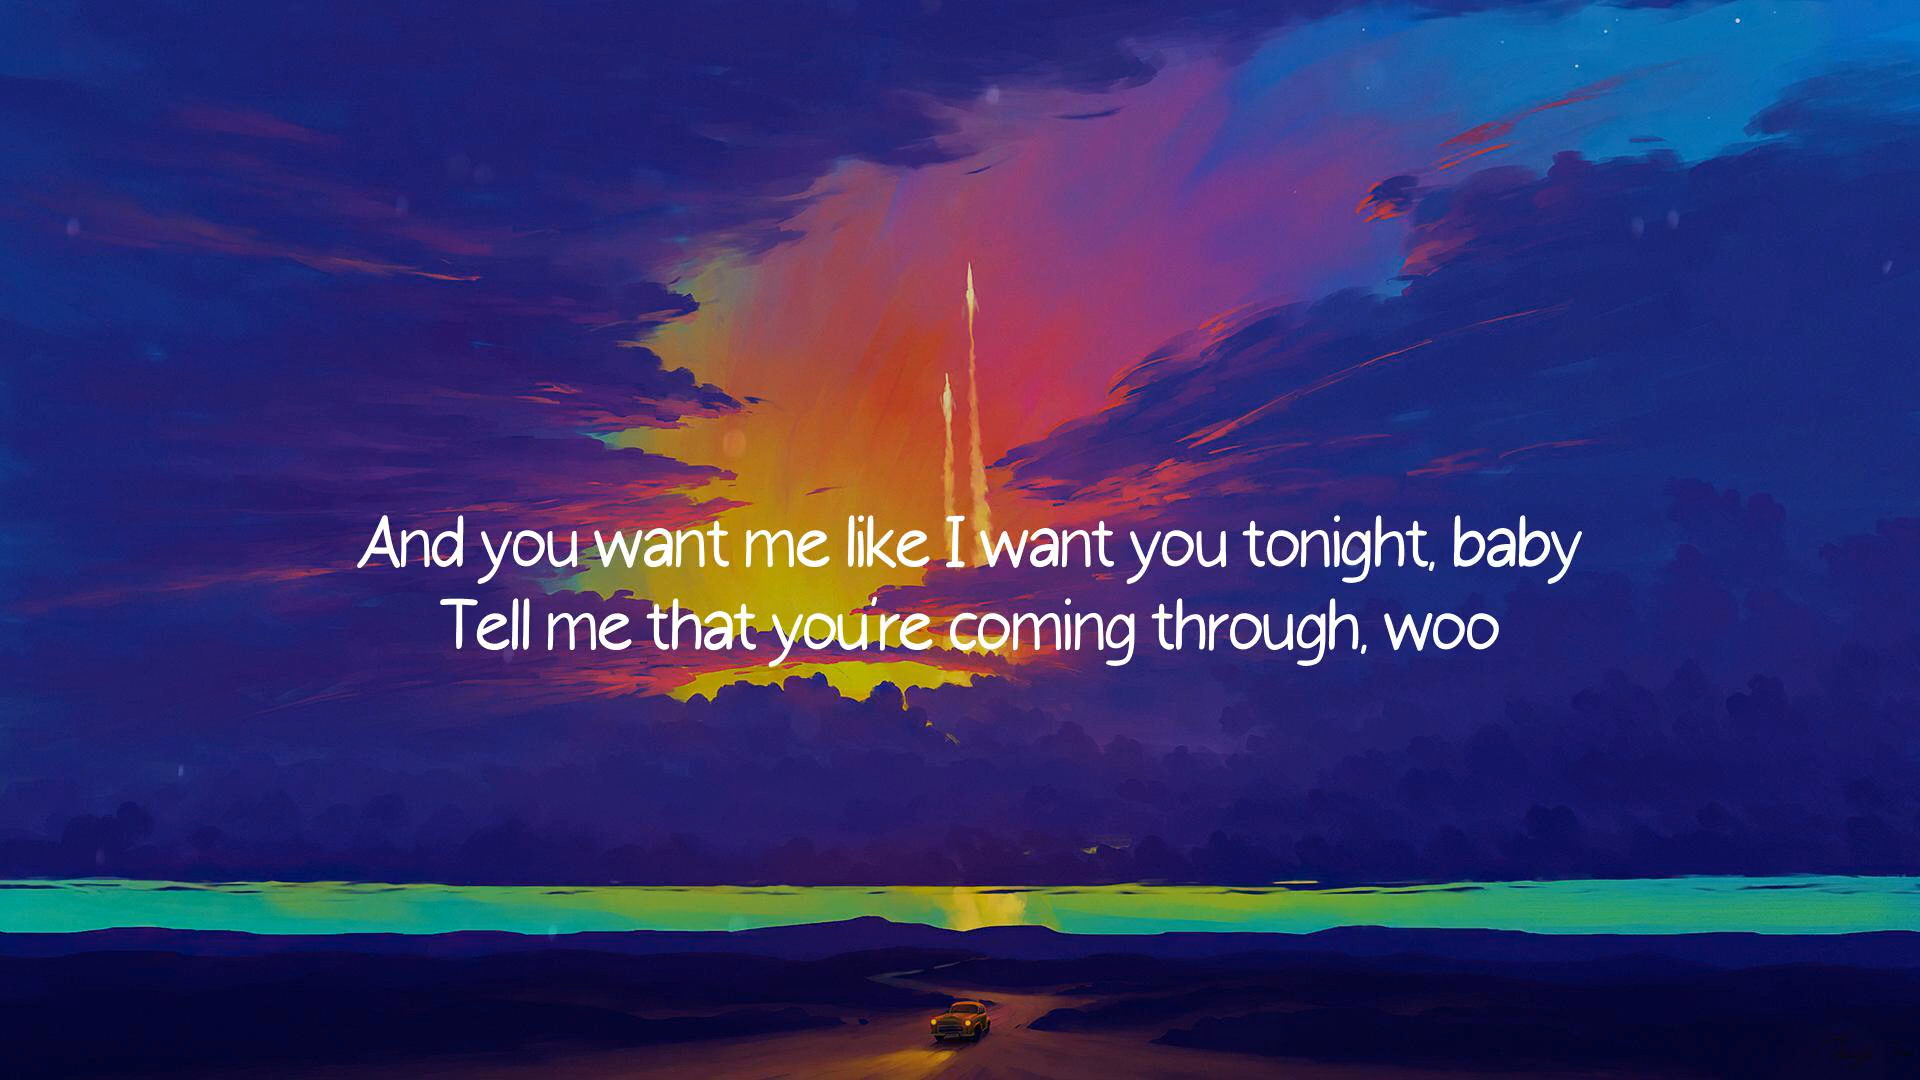 And you want me like I want you tonight, baby
Tell me that you're coming through, woo